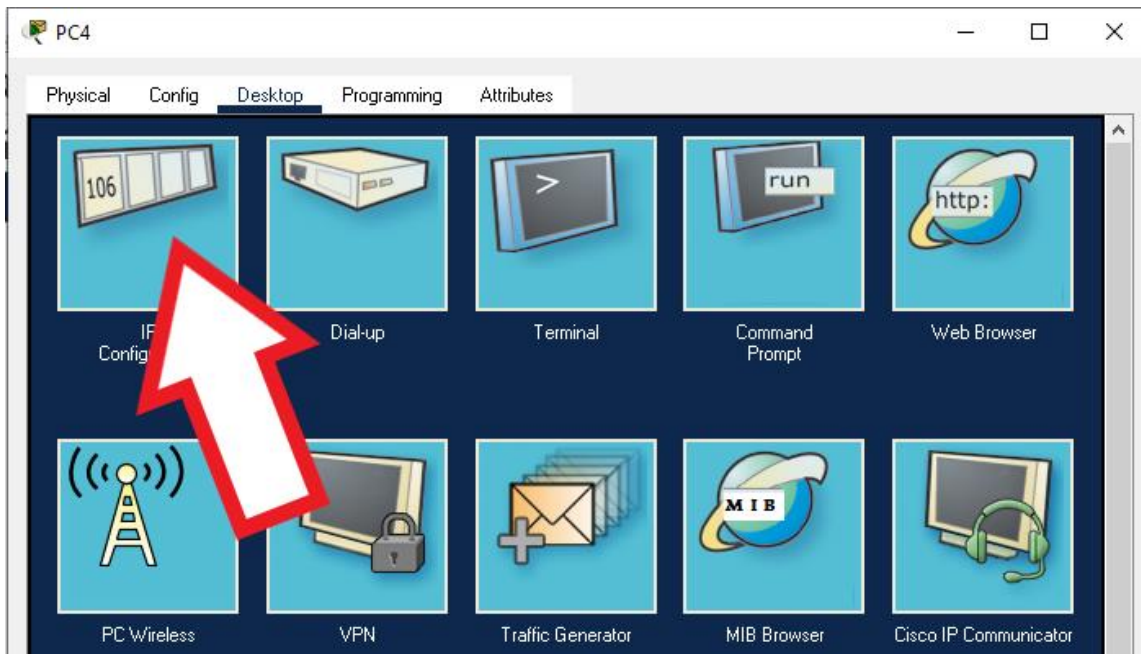 PC4
Physical Config Desktop Programming Attributes
106
>
run
http:
IP
Dial-up
Terminal
Command
Prompt
Web Browser
MIB
PC Wireless
VPN
Traffic Generator
MIB Browser
Cisco IP Communicator